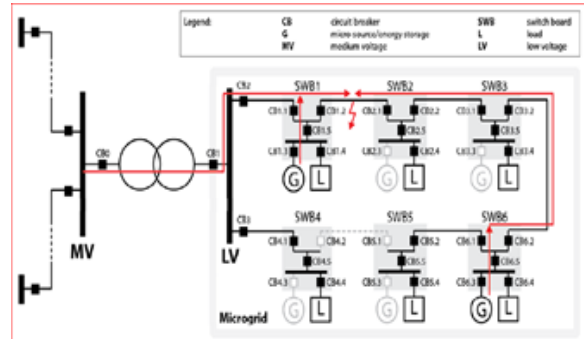 Legend: CB circuit breaker SWB switch board
G micro source/energy storage L load
MV medium voltage LV low voltage
CB2 SWB1 SWB2 SWB3
CB1.1 CB1.2 CB2.1 CB2.2 CB3.1 CB3.2
CB1.5 CB2.5 CB3.5
CB0 CB1 CB1.3 CB1.4 CB2.3 CB2.4 CB3.3 CB3.4
G L G L G L
CB3 SWB4 SWB5 SWB6
MV LV CB4.1 CB4.2 CB5.1 CB5.2 CB6.1 CB6.2
CB4.5 CB5.5 CB6.5
CB4.3 CB4.4 CB5.3 CB5.4 CB6.3 CB6.4
G L G L G L
Microgrid